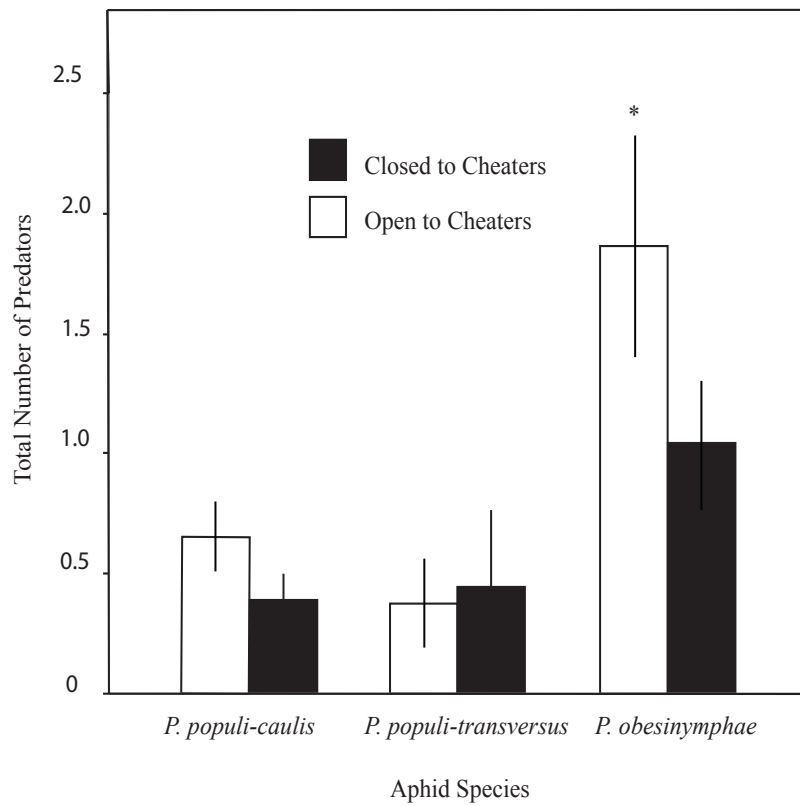 2.5
2.0
1.5
1.0
0.5
0
Total Number of Predators
Closed to Cheaters
Open to Cheaters
*
P. populi-caulis
P. populi-transversus
P. obesinymphae
Aphid Species